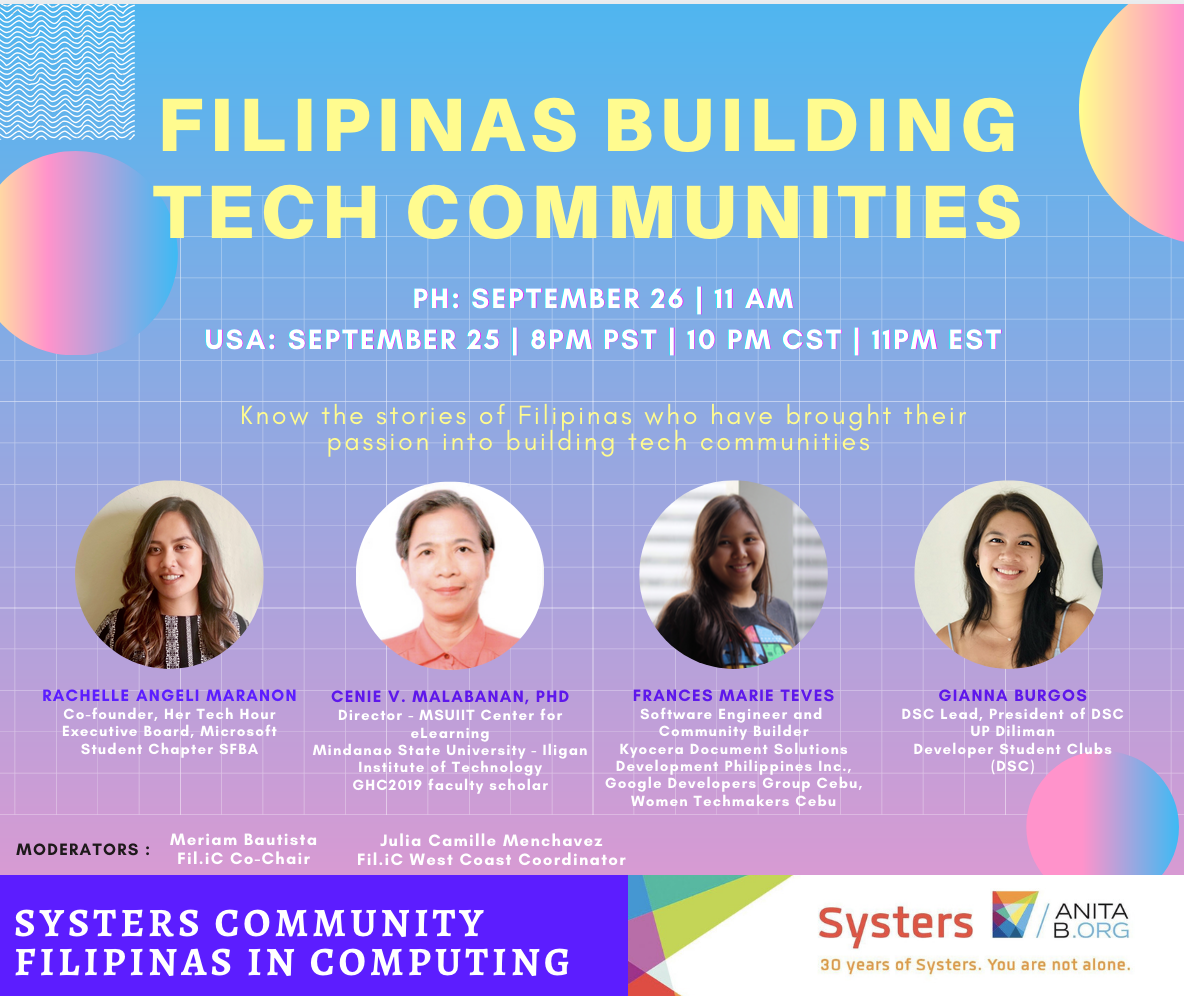 FILIPINAS BUILDING
TECH COMMUNITIES
PH: SEPTEMBER 26 | 11 AM
USA: SEPTEMBER 25 | 8PM PST | 10 PM CST | 11PM EST
Know the stories of Filipinas who have brought their
passion into building tech communities
RACHELLE ANGELI MARANON
Co-founder, Her Tech Hour
Executive Board, Microsoft
Student Chapter SFBA
CENIE V. MALABANAN, PHD
Director - MSUIIT Center for
eLearning
Mindanao State University - Iligan
Institute of Technology
GHC2019 faculty scholar
FRANCES MARIE TEVES
Software Engineer and
Community Builder
Kyocera Document Solutions
Development Philippines Inc.,
Google Developers Group Cebu,
Women Techmakers Cebu
GIANNA BURGOS
DSC Lead, President of DSC
UP Diliman
Developer Student Clubs
(DSC)
MODERATORS :
Meriam Bautista
Fil.iC Co-Chair
Julia Camille Menchavez
Fil.iC West Coast Coordinator
SYSTERS COMMUNITY
FILIPINAS IN COMPUTING
Systers
ANITA
B.ORG
30 years of Systers. You are not alone.